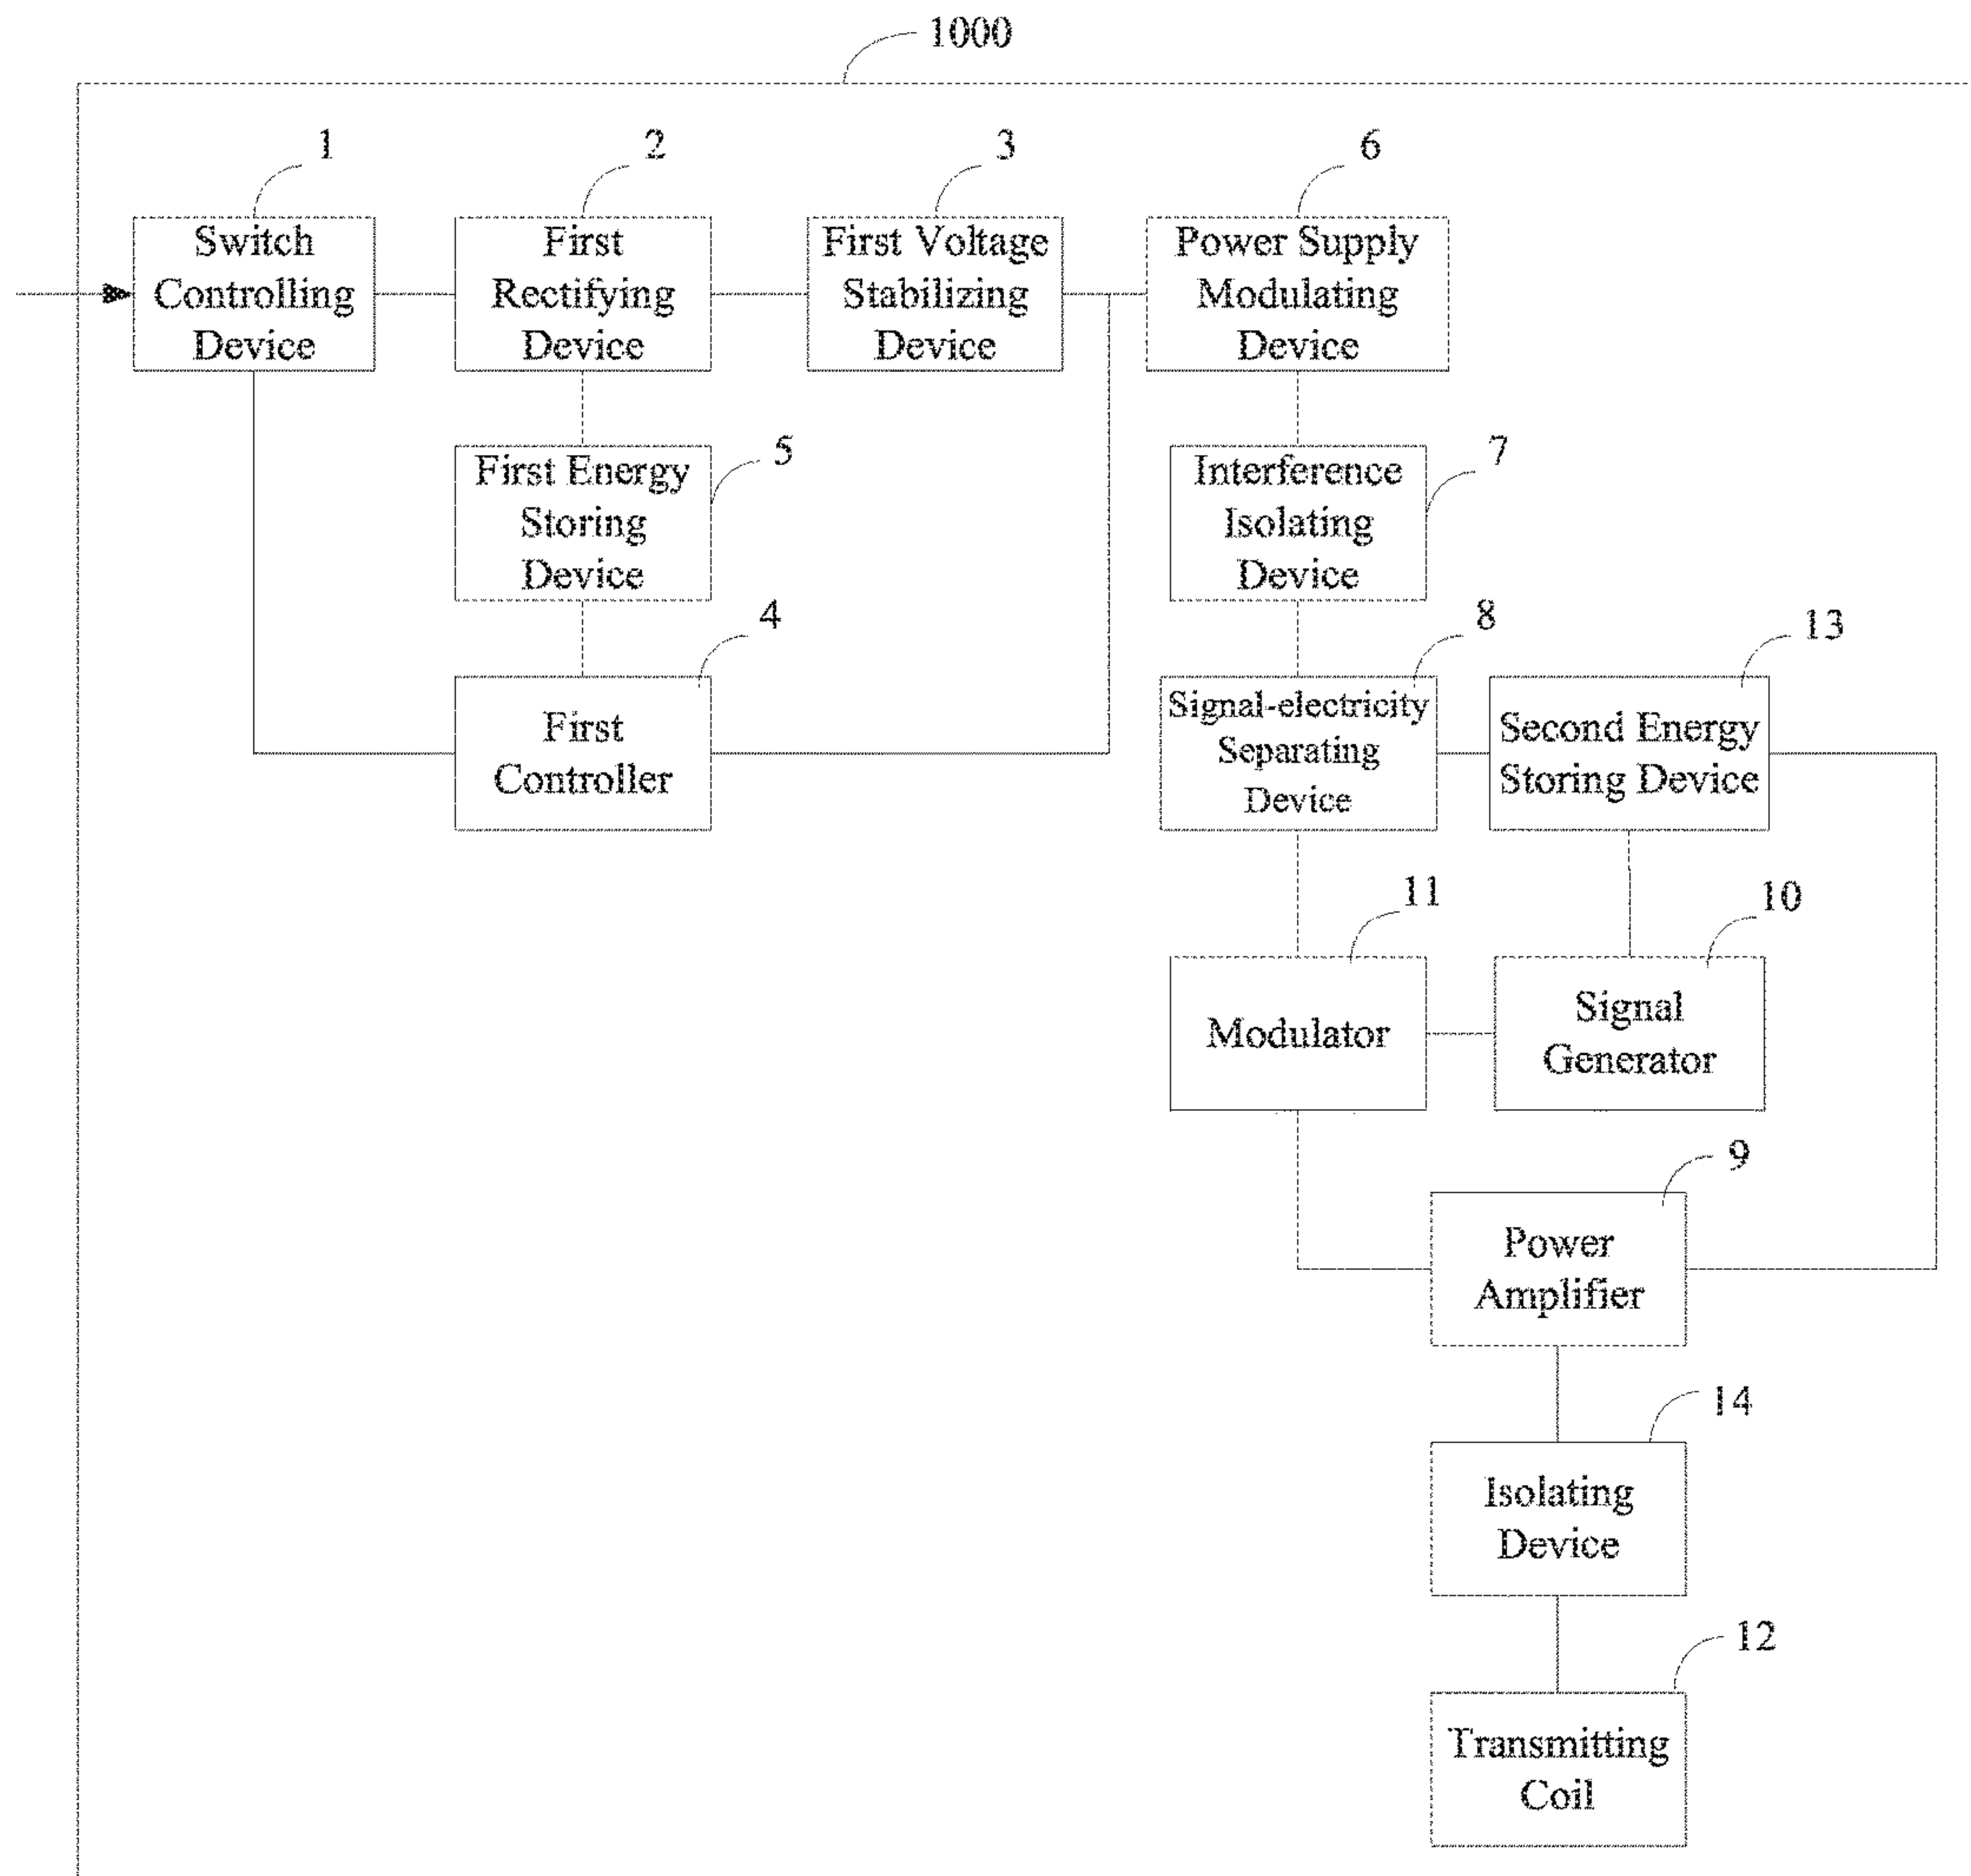 1000
1
2
3
6
Switch
Controlling
Device
First
Rectifying
Device
First Voltage
Stabilizing
Device
Power Supply
Modulating
Device
5
First Energy
Storing
Device
7
Interference
Isolating
Device
4
First
Controller
8
Signal-electricity
Separating
Device
13
Second Energy
Storing Device
11
Modulator
10
Signal
Generator
9
Power
Amplifier
14
Isolating
Device
12
Transmitting
Coil